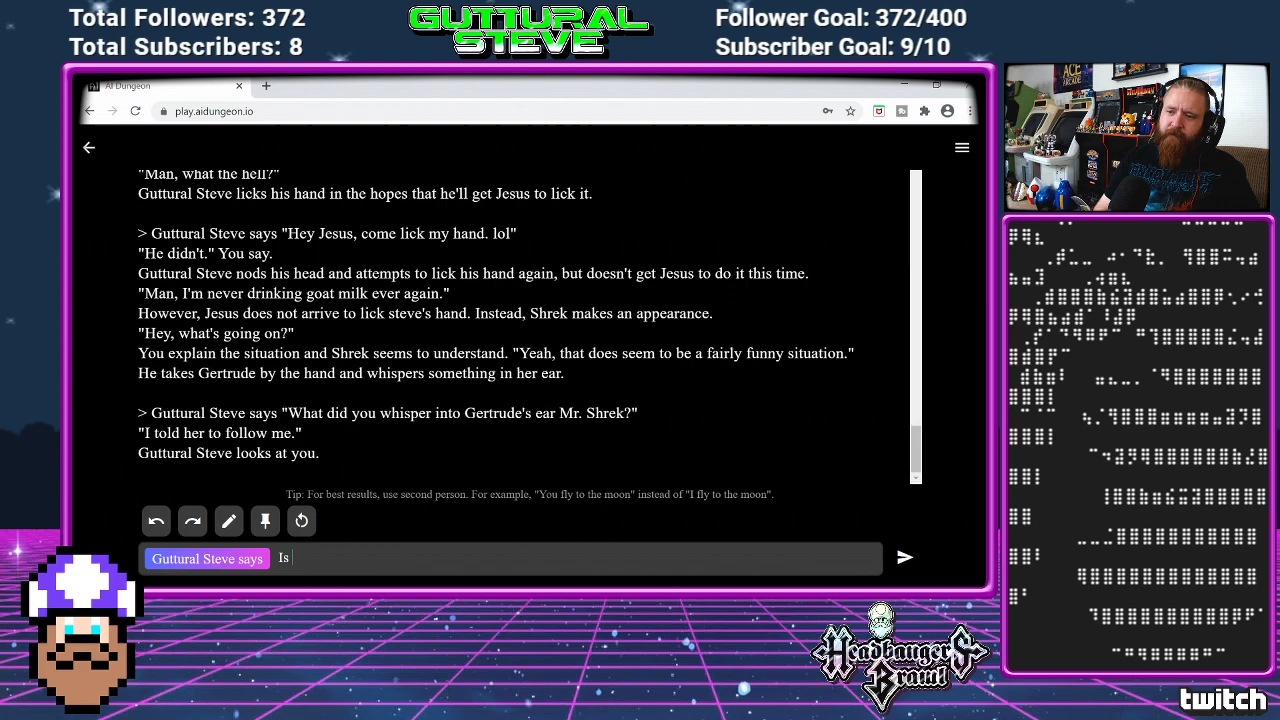 Total Followers: 372
Total Subscribers: 8
GUTTURAL
STEVE
Follower Goal: 372/400
Subscriber Goal: 9/10
AI Dungeon
play.aidungeon.io
"Man, what the hell?"
Guttural Steve licks his hand in the hopes that he'll get Jesus to lick it.
> Guttural Steve says "Hey Jesus, come lick my hand. lol"
"He didn't." You say.
Guttural Steve nods his head and attempts to lick his hand again, but doesn't get Jesus to do it this time.
"Man, I'm never drinking goat milk ever again."
However, Jesus does not arrive to lick steve's hand. Instead, Shrek makes an appearance.
"Hey, what's going on?"
You explain the situation and Shrek seems to understand. "Yeah, that does seem to be a fairly funny situation."
He takes Gertrude by the hand and whispers something in her ear.
> Guttural Steve says "What did you whisper into Gertrude's ear Mr. Shrek?"
"I told her to follow me."
Guttural Steve looks at you.
Tip: For best results, use second person. For example, "You fly to the moon" instead of "I fly to the moon".
Guttural Steve says Is
ACE
ARCADE
Headbangers
Brawl
twitch